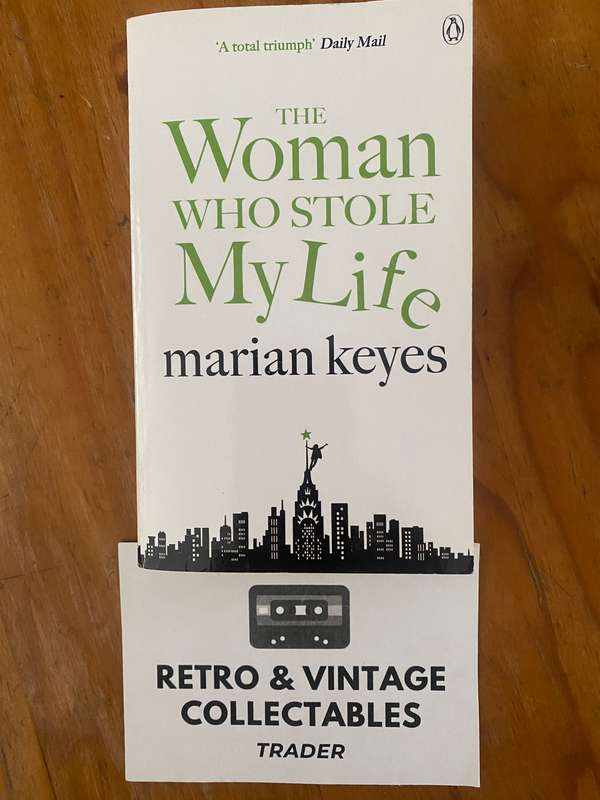 'A total triumph' Daily Mail
THE
Woman
WHO STOLE
My Life
marian keyes
RETRO & VINTAGE
COLLECTABLES
TRADER